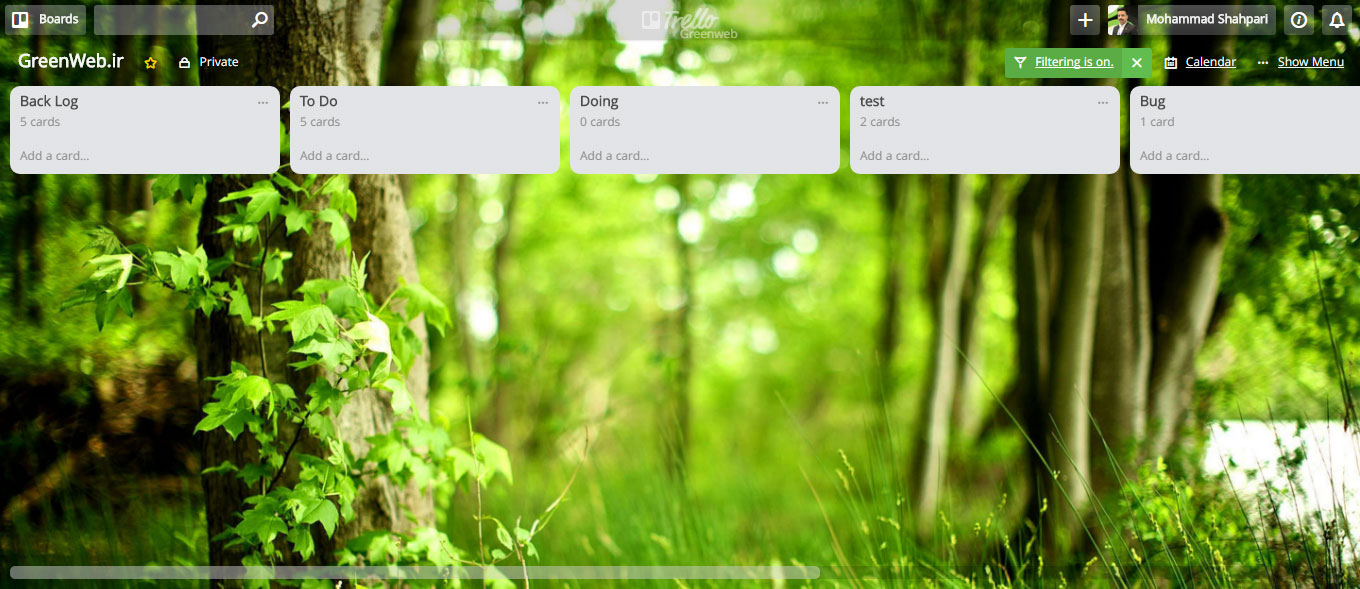 Boards
Trello
Greenweb
Mohammad Shahpari
GreenWeb.ir
Private
Filtering is on.
Calendar
Show Menu
Back Log
5 cards
Add a card...
To Do
5 cards
Add a card...
Doing
0 cards
Add a card...
test
2 cards
Add a card...
Bug
1 card
Add a card...